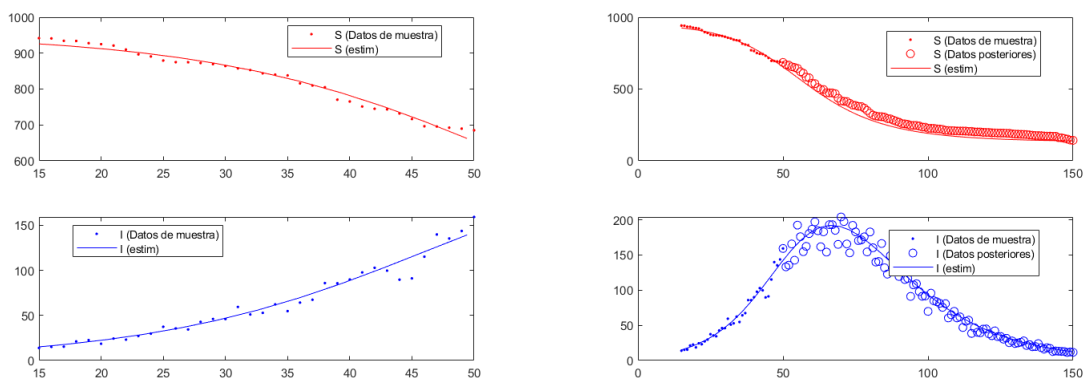 1000
900
800
700
600
15 20 25 30 35 40 45 50
S (Datos de muestra)
S (estim)
1000
500
0
0 50 100 150
S (Datos de muestra)
S (Datos posteriores)
S (estim)
150
100
50
0
15 20 25 30 35 40 45 50
I (Datos de muestra)
I (estim)
200
150
100
50
0
0 50 100 150
I (Datos de muestra)
I (Datos posteriores)
I (estim)